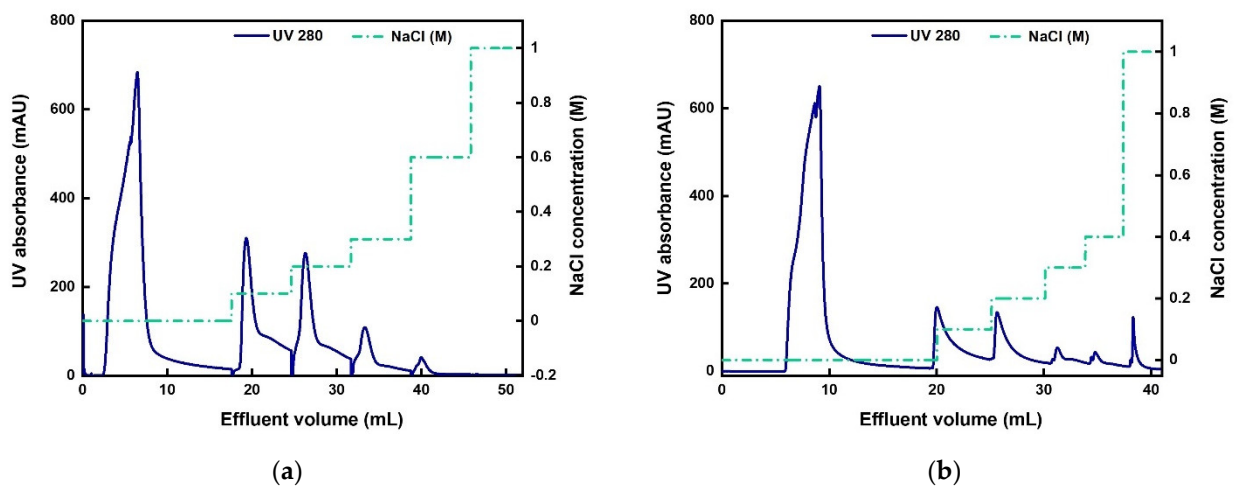 UV 280 NaCl (M)
800
600
400
200
0
UV absorbance (mAU)
1
0.8
0.6
0.4
0.2
0
-0.2
NaCl concentration (M)
0 10 20 30 40 50
Effluent volume (mL)
(a)
UV 280 NaCl (M)
800
600
400
200
0
UV absorbance (mAU)
1
0.8
0.6
0.4
0.2
0
NaCl concentration (M)
0 10 20 30 40
Effluent volume (mL)
(b)